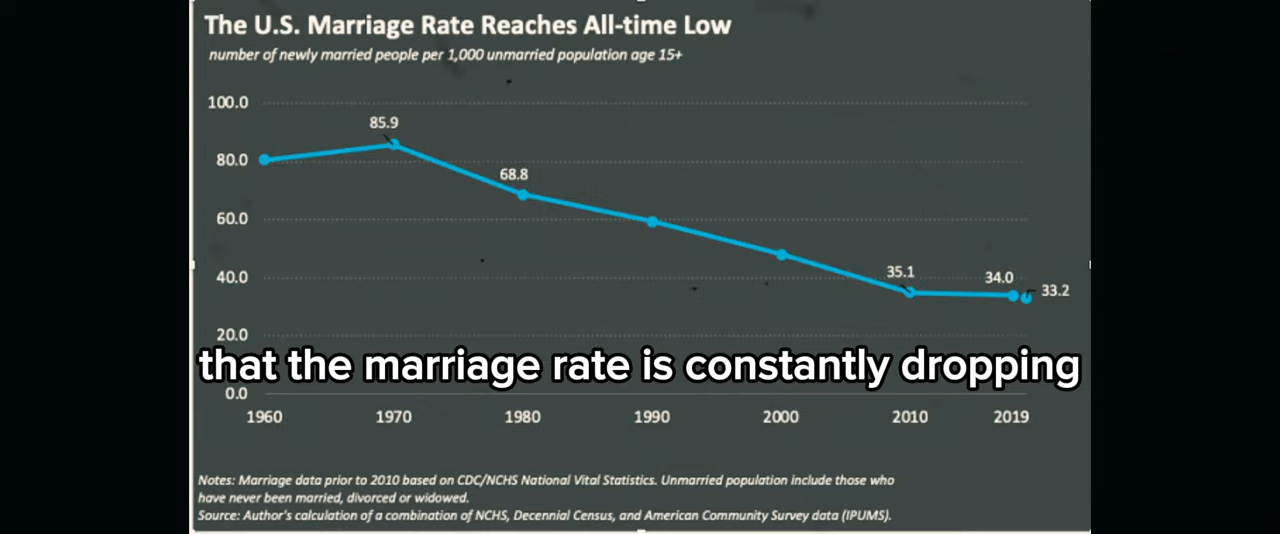 The U.S. Marriage Rate Reaches All-time Low
number of newly married people per 1,000 unmarried population age 15+
100.0
85.9
80.0
68.8
60.0
40.0
35.1
34.0
33.2
20.0
that the marriage rate is constantly dropping
0.0
1960 1970 1980 1990 2000 2010 2019
Notes: Marriage data prior to 2010 based on CDC/NCHS National Vital Statistics. Unmarried population include those who
have never been married, divorced or widowed.
Source: Author's calculation of a combination of NCHS, Decennial Census, and American Community Survey data (IPUMS).